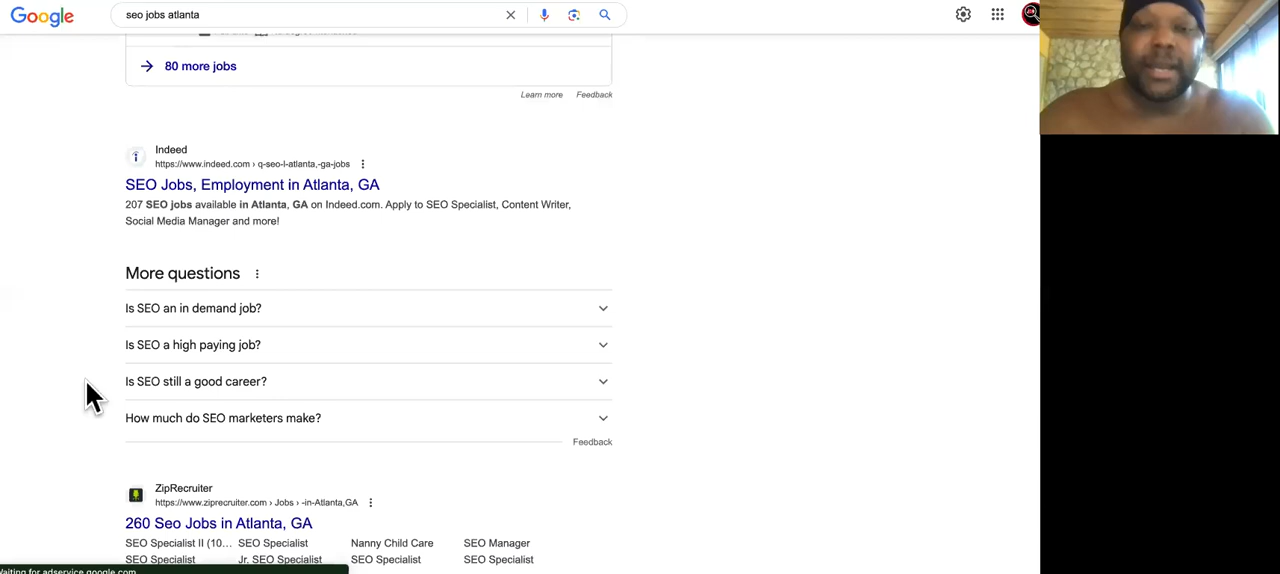 Google
seo jobs atlanta
80 more jobs
Learn more Feedback
Indeed
https://www.indeed.com › q-seo-l-atlanta,-ga-jobs
SEO Jobs, Employment in Atlanta, GA
207 SEO jobs available in Atlanta, GA on Indeed.com. Apply to SEO Specialist, Content Writer,
Social Media Manager and more!
More questions
Is SEO an in demand job?
Is SEO a high paying job?
Is SEO still a good career?
How much do SEO marketers make?
Feedback
ZipRecruiter
https://www.ziprecruiter.com › Jobs › -in-Atlanta,GA
260 Seo Jobs in Atlanta, GA
SEO Specialist II (10... SEO Specialist Nanny Child Care SEO Manager
SEO Specialist Jr. SEO Specialist SEO Specialist SEO Specialist
Waiting for adservice.google.com